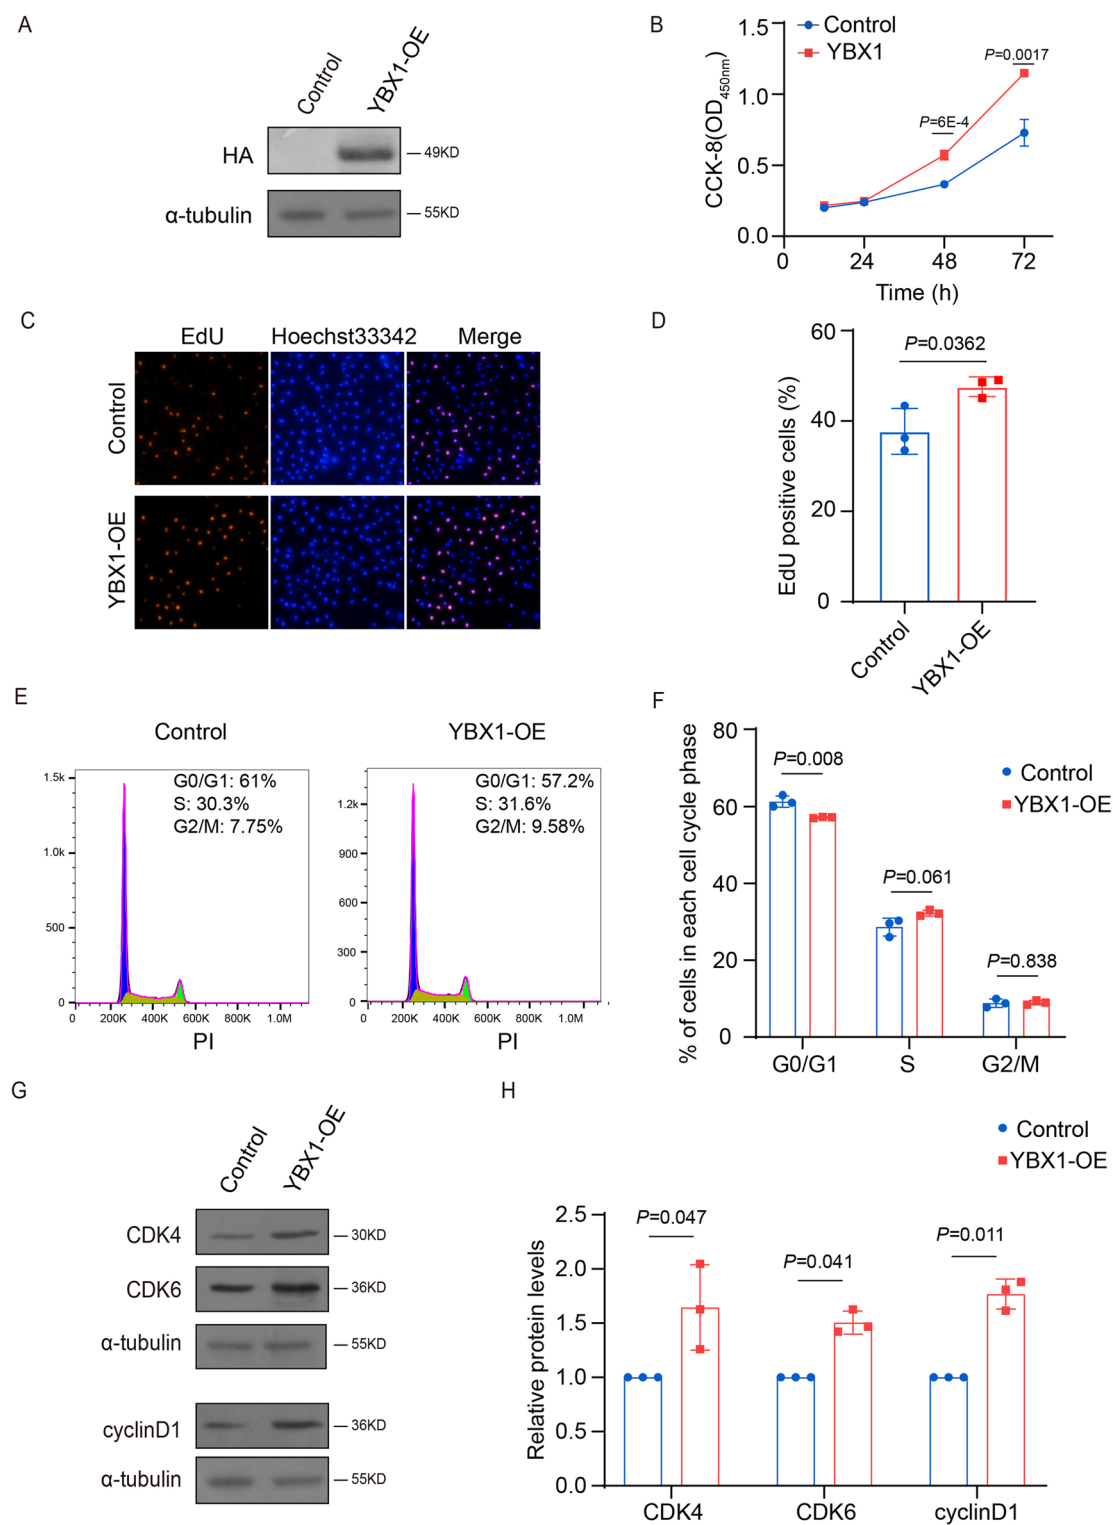 A
Control
YBX1-OE
HA
49KD
α-tubulin
55KD
B
Control
YBX1
P=0.0017
P=6E-4
CCK-8(OD450nm)
1.5
1.0
0.5
0.0
0
24
48
72
Time (h)
C
EdU
Hoechst33342
Merge
Control
YBX1-OE
D
P=0.0362
EdU positive cells (%)
60
40
20
0
Control
YBX1-OE
E
Control
G0/G1: 61%
S: 30.3%
G2/M: 7.75%
1.5k
1.0k
500
0
0
200K
400K
600K
800K
1.0M
PI
YBX1-OE
G0/G1: 57.2%
S: 31.6%
G2/M: 9.58%
1.2k
900
600
300
0
0
200K
400K
600K
800K
1.0M
PI
F
% of cells in each cell cycle phase
80
60
40
20
0
P=0.008
P=0.061
P=0.838
Control
YBX1-OE
G0/G1
S
G2/M
G
Control
YBX1-OE
CDK4
30KD
CDK6
36KD
α-tubulin
55KD
cyclinD1
36KD
α-tubulin
55KD
H
Control
YBX1-OE
Relative protein levels
2.5
2.0
1.5
1.0
0.5
0.0
P=0.047
P=0.041
P=0.011
CDK4
CDK6
cyclinD1